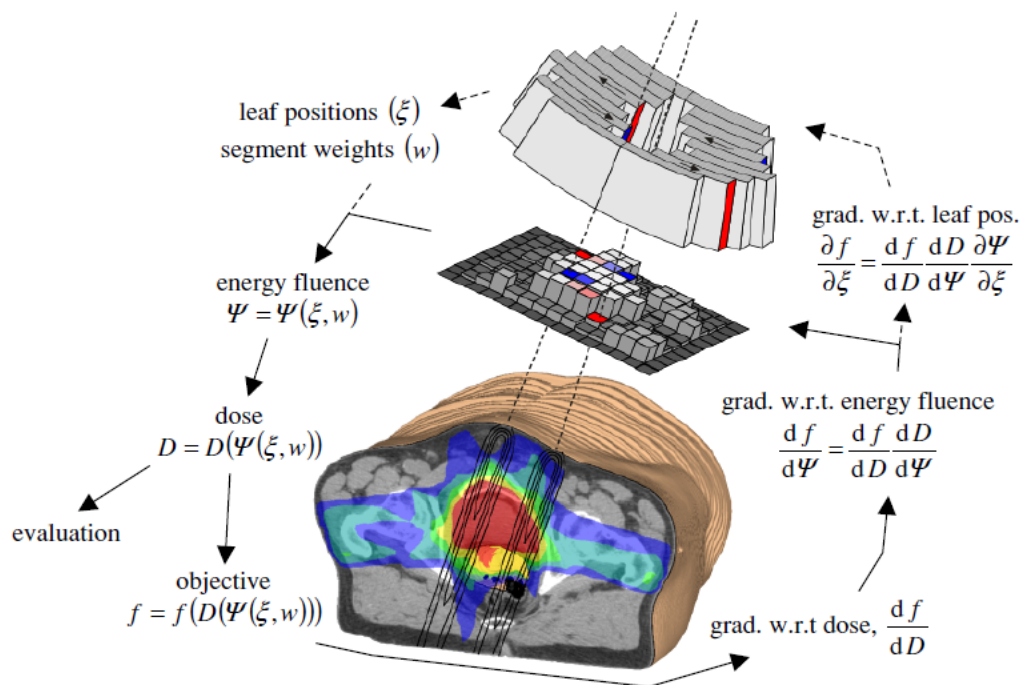 leaf positions (ξ)
segment weights (w)
energy fluence
Ψ = Ψ(ξ, w)
dose
D = D(Ψ(ξ, w))
evaluation
objective
f = f(D(Ψ(ξ, w)))
grad. w.r.t dose, df/dD
grad. w.r.t. energy fluence
df/dΨ = df/dD dD/dΨ
grad. w.r.t. leaf pos.
∂f/∂ξ = df/dD dD/dΨ ∂Ψ/∂ξ